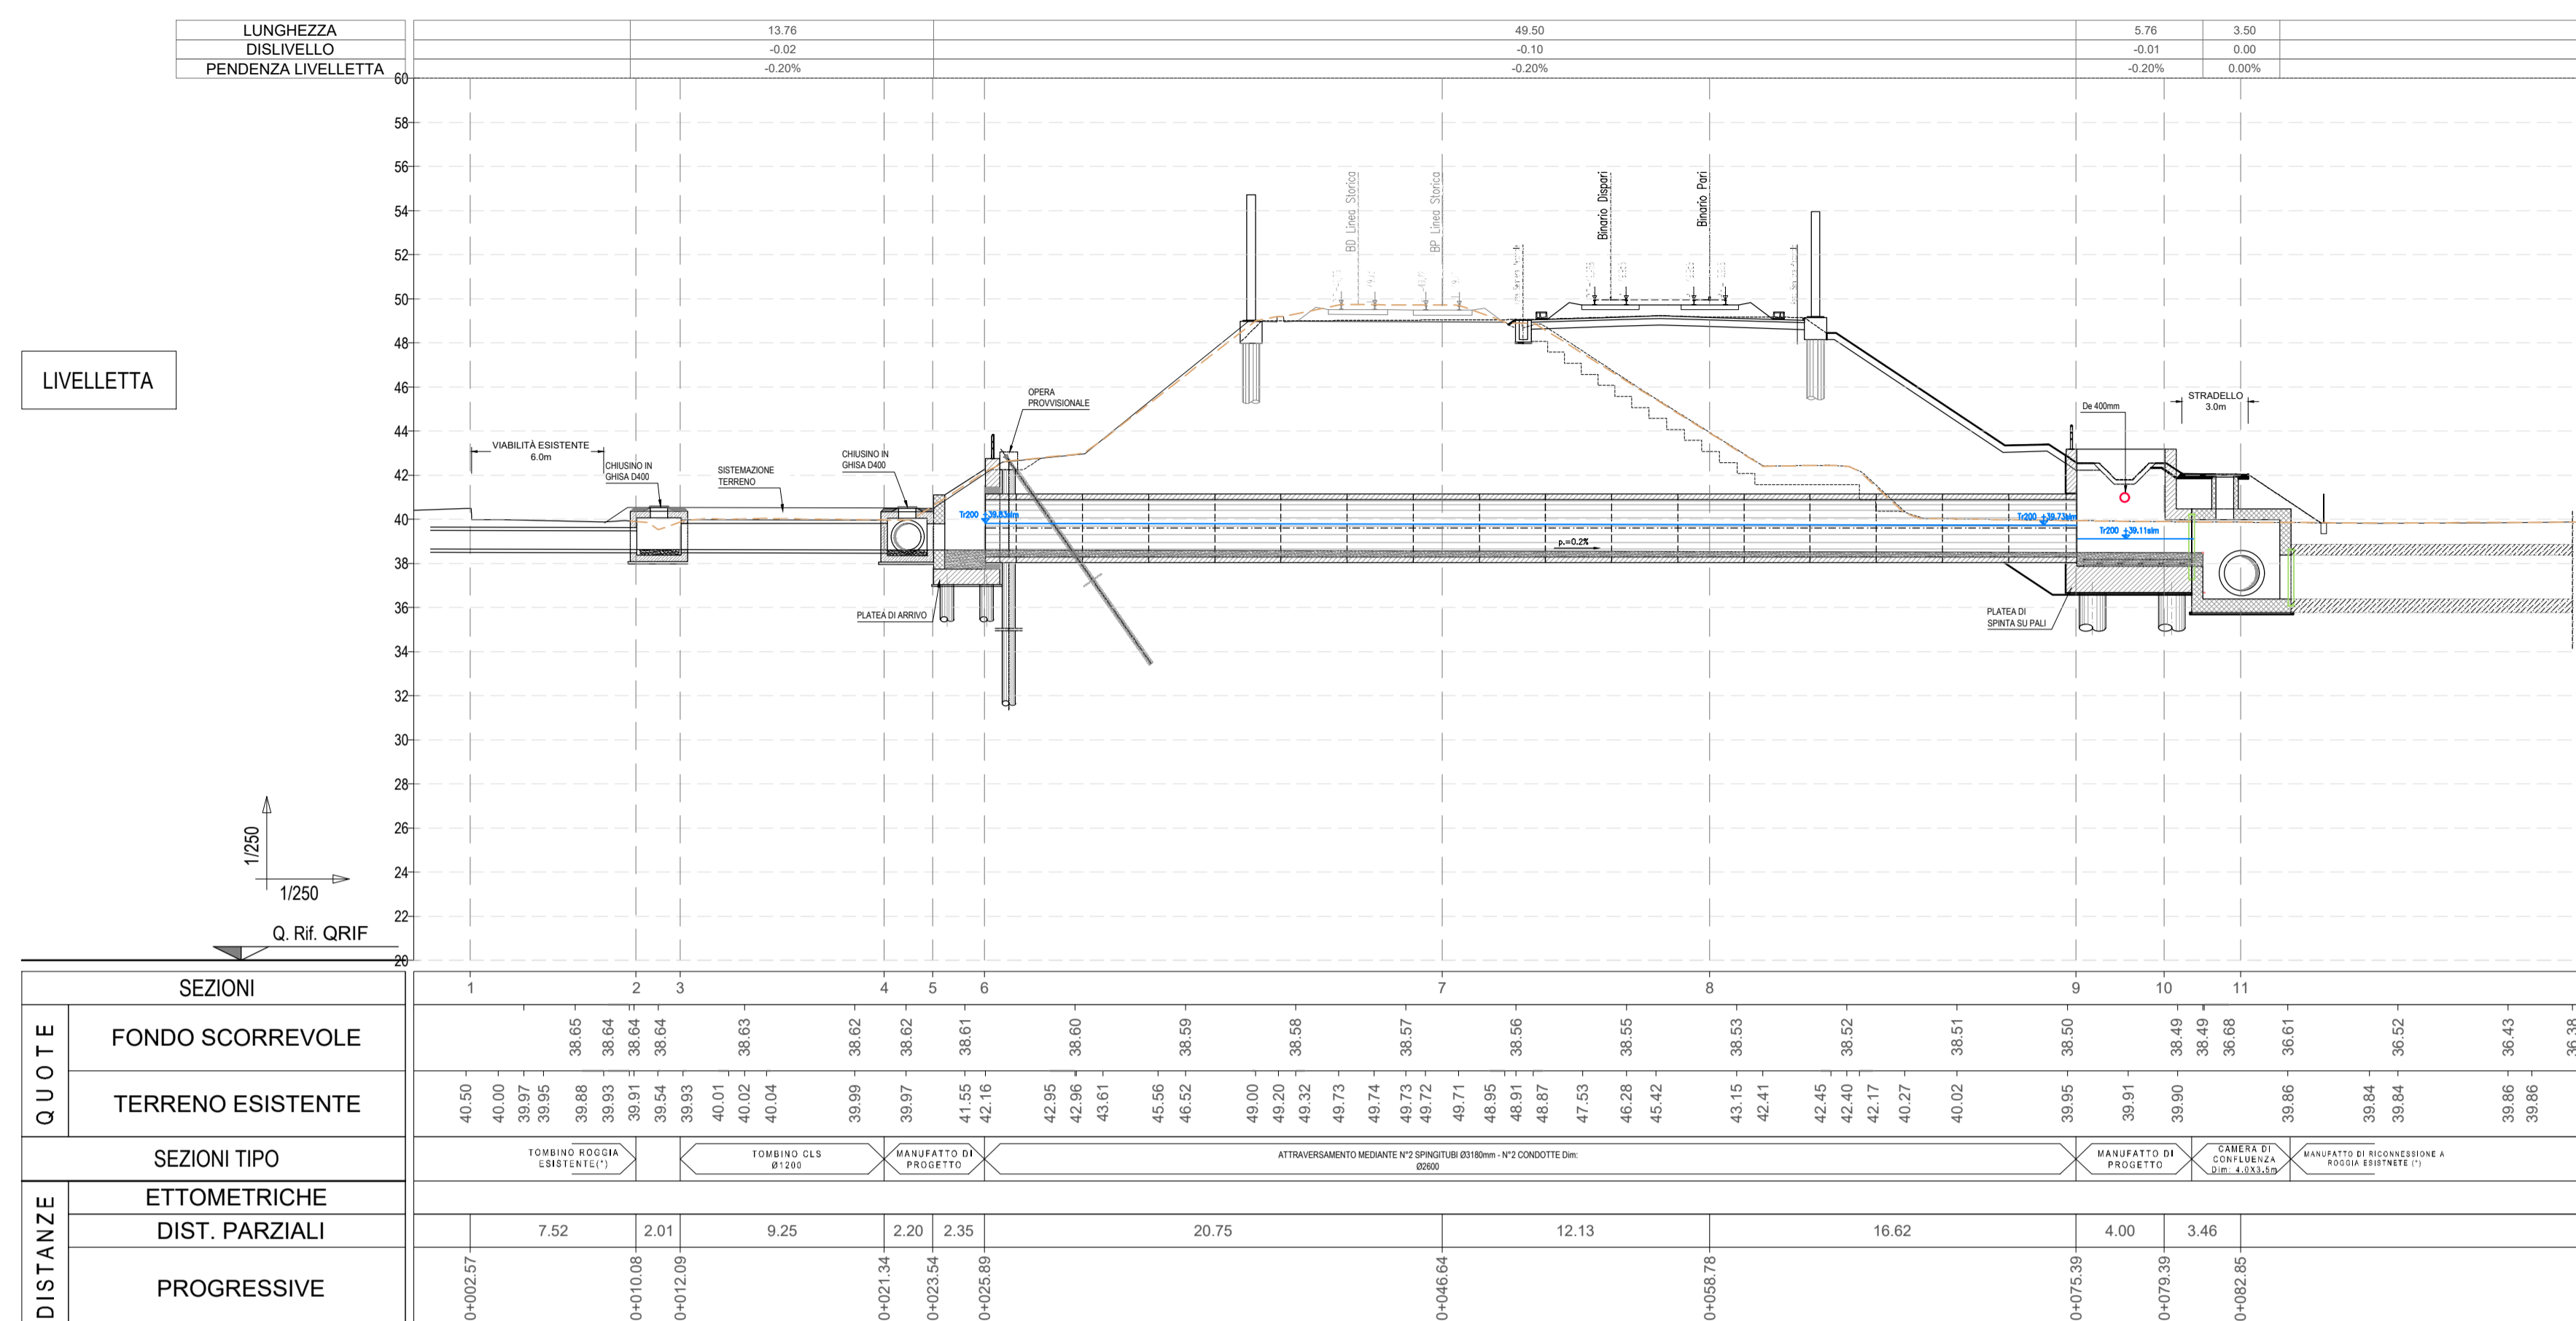 LUNGHEZZA 13.76 49.50 5.76 3.50
DISLIVELLO -0.02 -0.10 -0.01 0.00
PENDENZA LIVELLETTA -0.20% -0.20% -0.20% 0.00%
60
58
56
54
52
50
48
46
44
42
40
38
36
34
32
30
28
26
24
22
20
LIVELLETTA
BD Linea Storica
BP Linea Storica
Binario Dispari
Binario Pari
OPERA
PROVVISIONALE
VIABILITÀ ESISTENTE
6.0m
CHIUSINO IN
GHISA D400
SISTEMAZIONE
TERRENO
CHIUSINO IN
GHISA D400
De 400mm
STRADELLO
3.0m
Tr200 +39.83slm
Tr200 +39.73slm
Tr200 +39.11slm
p.=0.2%
PLATEA DI ARRIVO
PLATEA DI
SPINTA SU PALI
1/250
1/250
Q. Rif. QRIF
SEZIONI 1 2 3 4 5 6 7 8 9 10 11
QUOTE
FONDO SCORREVOLE 38.65 38.64 38.64 38.64 38.63 38.62 38.62 38.61 38.60 38.59 38.58 38.57 38.56 38.55 38.53 38.52 38.51 38.50 38.49 38.49 36.68 36.61 36.52 36.43 36.38
TERRENO ESISTENTE 40.50 40.00 39.97 39.95 39.88 39.93 39.91 39.54 39.93 40.01 40.02 40.04 39.99 39.97 41.55 42.16 42.95 42.96 43.61 45.56 46.52 49.00 49.20 49.32 49.73 49.74 49.73 49.72 49.71 48.95 48.91 48.87 47.53 46.28 45.42 43.15 42.41 42.45 42.40 42.17 40.27 40.02 39.95 39.91 39.90 39.86 39.84 39.84 39.86 39.86
SEZIONI TIPO
TOMBINO ROGGIA
ESISTENTE(*)
TOMBINO CLS
Ø1200
MANUFATTO DI
PROGETTO
ATTRAVERSAMENTO MEDIANTE N°2 SPINGITUBI Ø3180mm - N°2 CONDOTTE Dim:
Ø2600
MANUFATTO DI
PROGETTO
CAMERA DI
CONFLUENZA
Dim: 4.0X3.5m
MANUFATTO DI RICONNESSIONE A
ROGGIA ESISTNETE (*)
DISTANZE
ETTOMETRICHE
DIST. PARZIALI 7.52 2.01 9.25 2.20 2.35 20.75 12.13 16.62 4.00 3.46
PROGRESSIVE 0+002.57 0+010.08 0+012.09 0+021.34 0+023.54 0+025.89 0+046.64 0+058.78 0+075.39 0+079.39 0+082.85